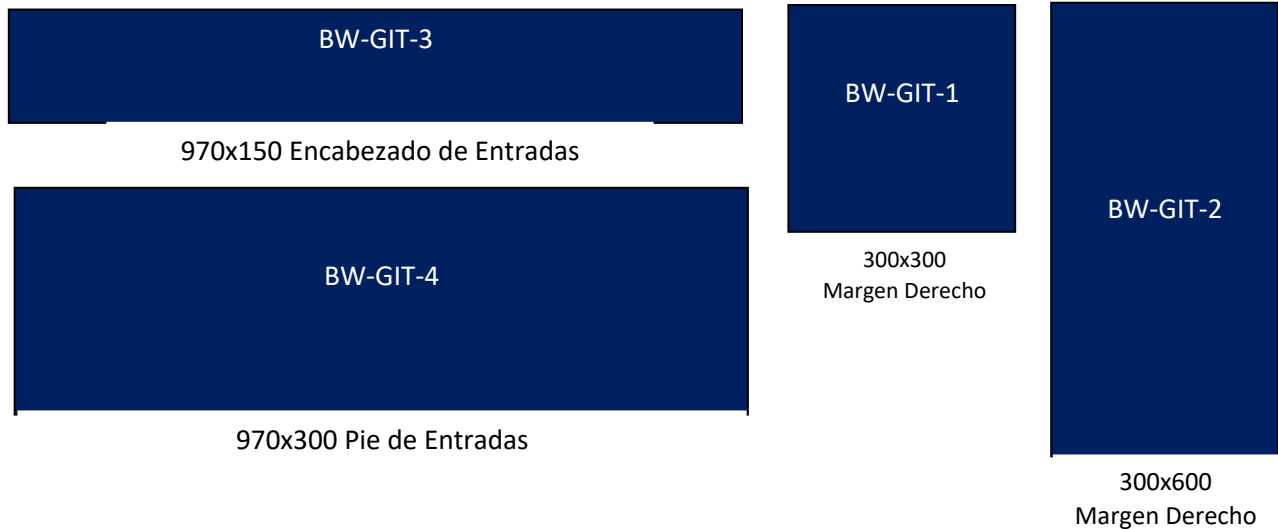 BW-GIT-3
970x150 Encabezado de Entradas
BW-GIT-4
970x300 Pie de Entradas
BW-GIT-1
300x300
Margen Derecho
BW-GIT-2
300x600
Margen Derecho